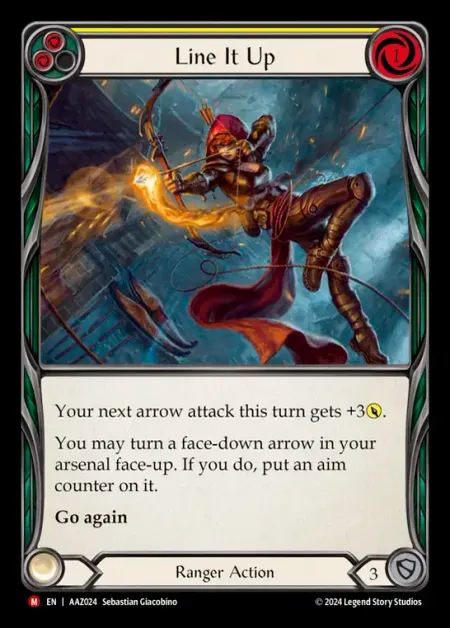 Line It Up
1
Your next arrow attack this turn gets +3.
You may turn a face-down arrow in your
arsenal face-up. If you do, put an aim
counter on it.
Go again
Ranger Action
3
M EN | AAZ024 Sebastian Giacobino
© 2024 Legend Story Studios